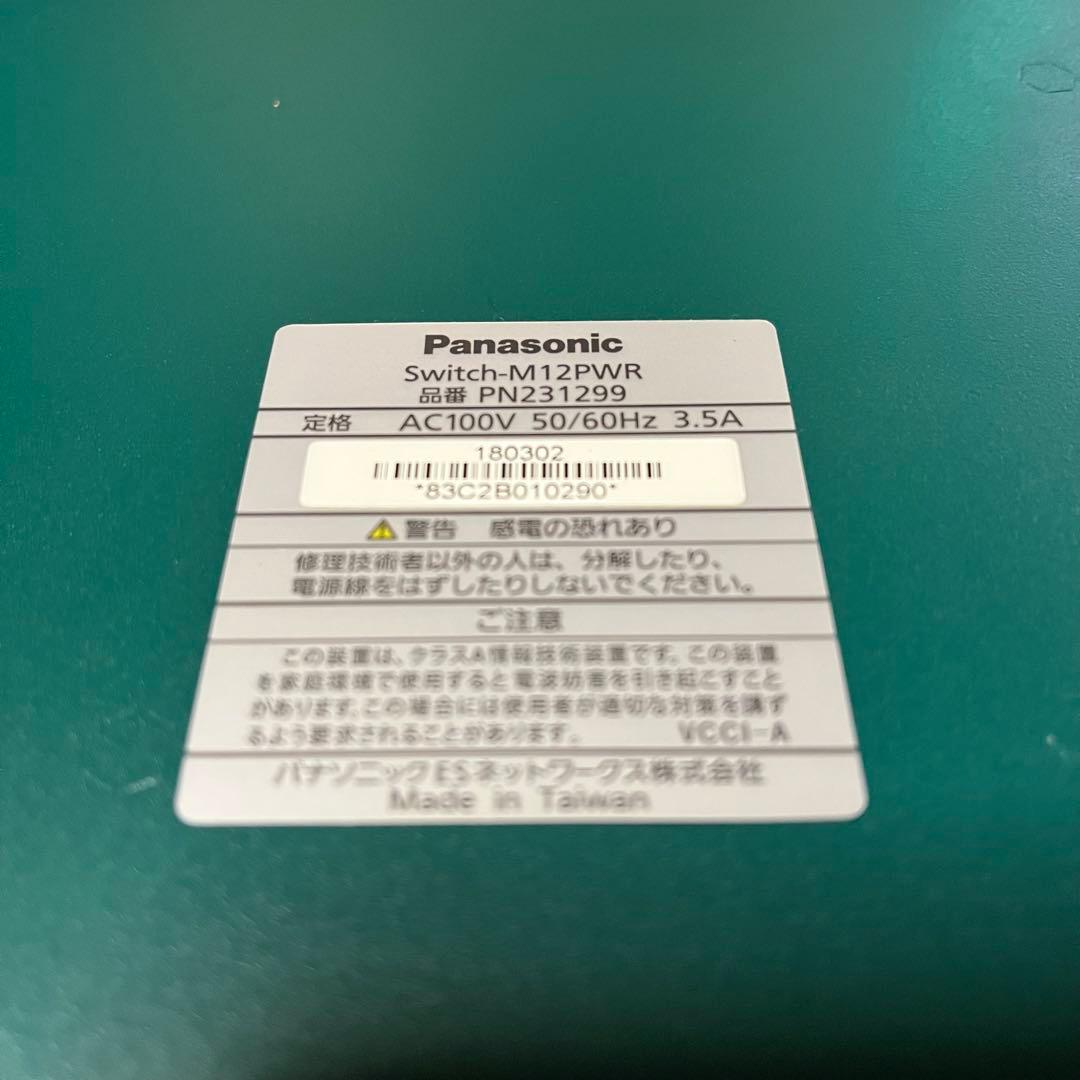 Panasonic
Switch-M12PWR
品番 PN231299
定格 AC100V 50/60Hz 3.5A
180302
*83C2B010290*
警告 感電の恐れあり
修理技術者以外の人は、分解したり、
電源線をはずしたりしないでください。
ご注意
この装置は、クラスA情報技術装置です。この装置
を家庭環境で使用すると電波妨害を引き起こすこと
があります。この場合には使用者が適切な対策を講ず
るよう要求されることがあります。 VCCI-A
パナソニックESネットワークス株式会社
Made in Taiwan